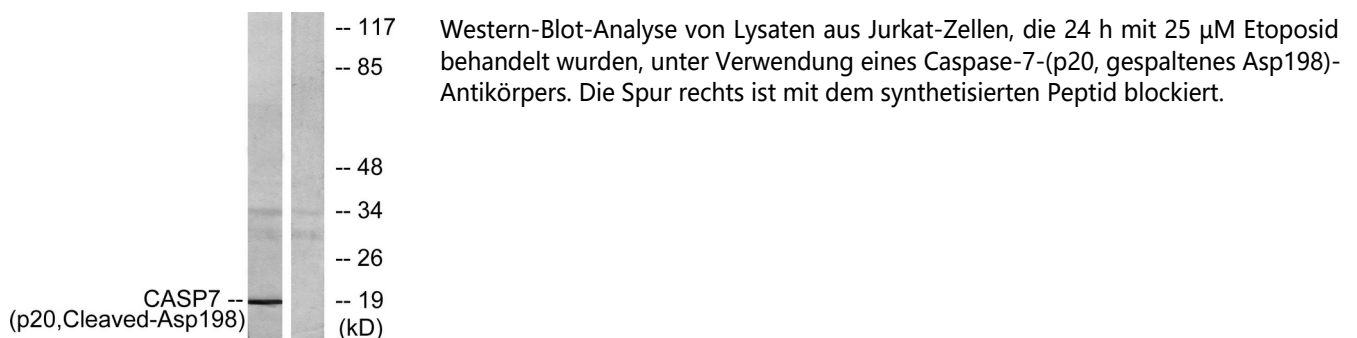 -- 117
-- 85
-- 48
-- 34
-- 26
-- 19
(kD)
CASP7 --
(p20,Cleaved-Asp198)
Western-Blot-Analyse von Lysaten aus Jurkat-Zellen, die 24 h mit 25 µM Etoposid
behandelt wurden, unter Verwendung eines Caspase-7-(p20, gespaltenes Asp198)-
Antikörpers. Die Spur rechts ist mit dem synthetisierten Peptid blockiert.